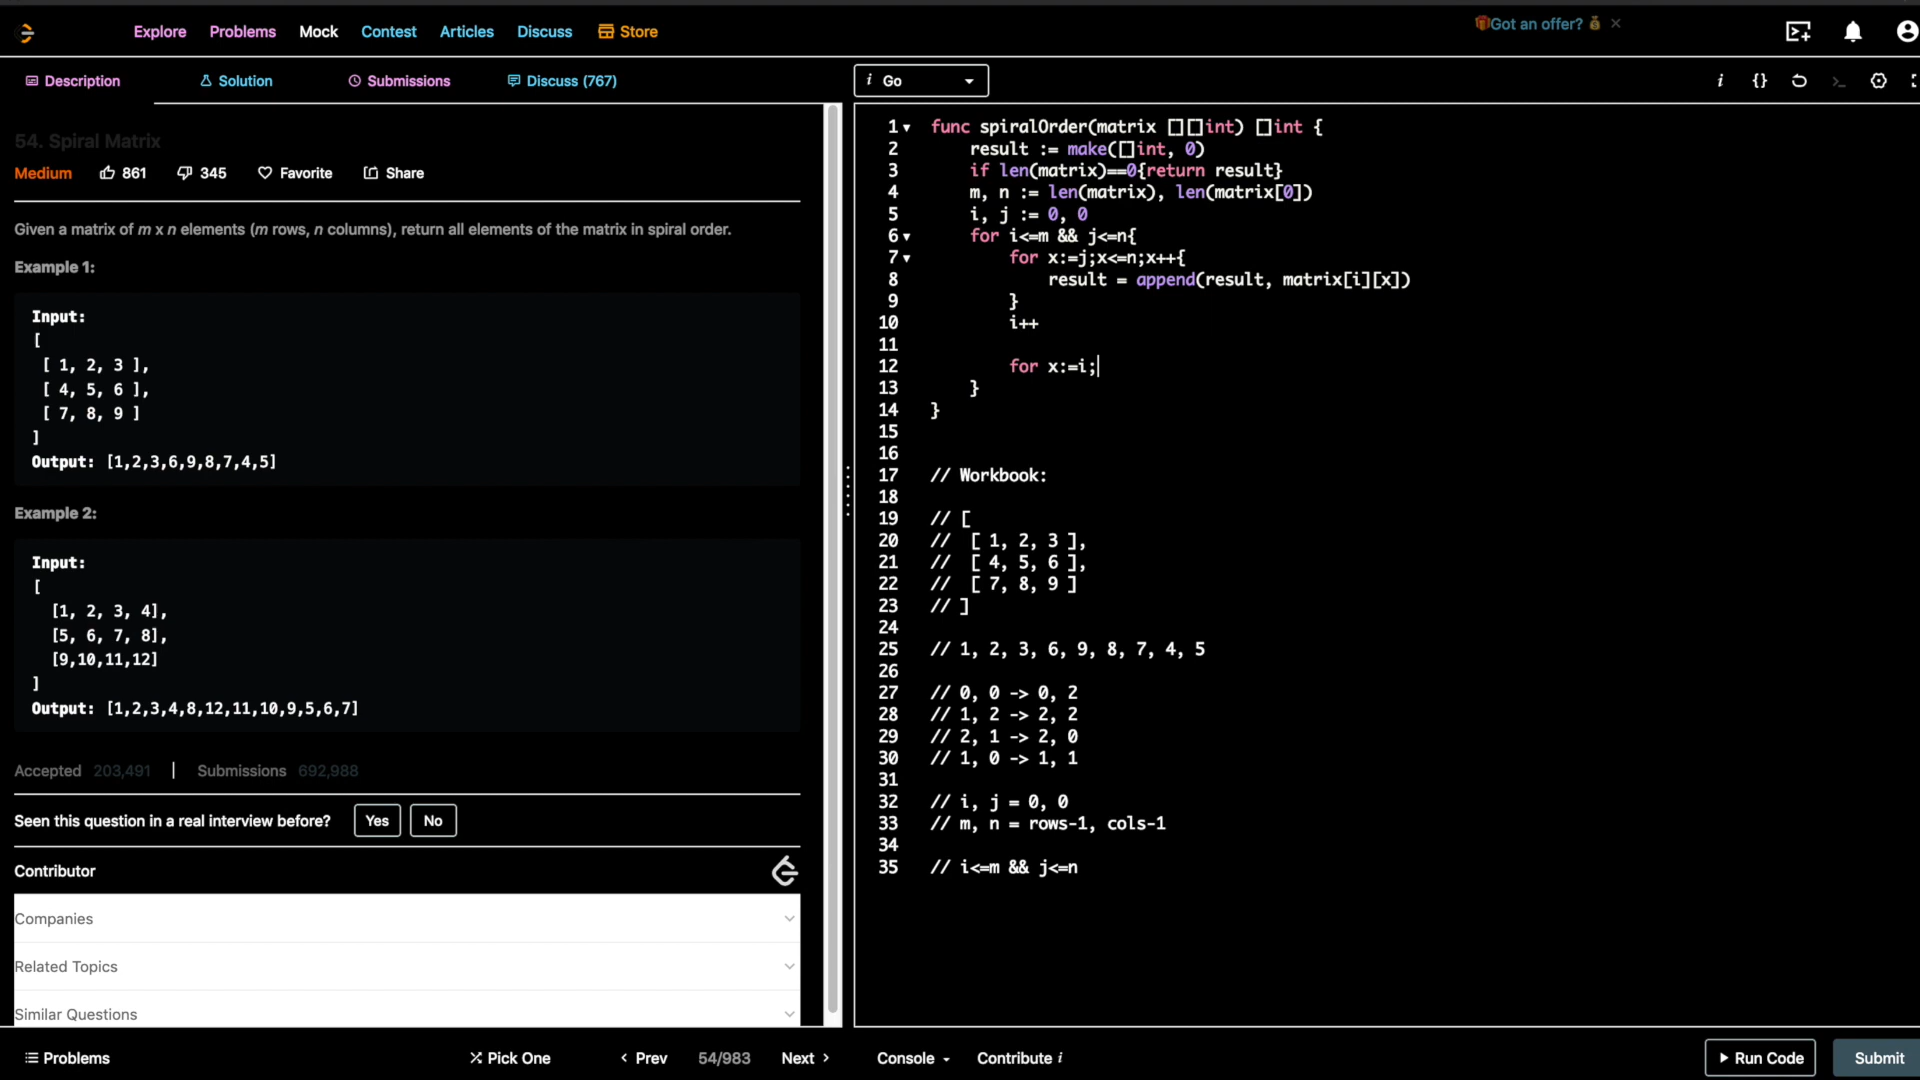 Explore Problems Mock Contest Articles Discuss Store
🎁Got an offer? 💰 ×
Description Solution Submissions Discuss (767)
i Go
i {}
54. Spiral Matrix
Medium 861 345 Favorite Share
Given a matrix of m x n elements (m rows, n columns), return all elements of the matrix in spiral order.
Example 1:
Input:
[
[ 1, 2, 3 ],
[ 4, 5, 6 ],
[ 7, 8, 9 ]
]
Output: [1,2,3,6,9,8,7,4,5]
Example 2:
Input:
[
[1, 2, 3, 4],
[5, 6, 7, 8],
[9,10,11,12]
]
Output: [1,2,3,4,8,12,11,10,9,5,6,7]
Accepted 203,491 | Submissions 692,988
Seen this question in a real interview before? Yes No
Contributor
Companies
Related Topics
Similar Questions
1 func spiralOrder(matrix [][]int) []int {
2 result := make([]int, 0)
3 if len(matrix)==0{return result}
4 m, n := len(matrix), len(matrix[0])
5 i, j := 0, 0
6 for i<=m && j<=n{
7 for x:=j;x<=n;x++{
8 result = append(result, matrix[i][x])
9 }
10 i++
11
12 for x:=i;
13 }
14 }
15
16
17 // Workbook:
18
19 // [
20 // [ 1, 2, 3 ],
21 // [ 4, 5, 6 ],
22 // [ 7, 8, 9 ]
23 // ]
24
25 // 1, 2, 3, 6, 9, 8, 7, 4, 5
26
27 // 0, 0 -> 0, 2
28 // 1, 2 -> 2, 2
29 // 2, 1 -> 2, 0
30 // 1, 0 -> 1, 1
31
32 // i, j = 0, 0
33 // m, n = rows-1, cols-1
34
35 // i<=m && j<=n
Problems Pick One Prev 54/983 Next Console Contribute i Run Code Submit